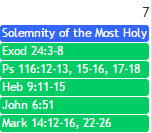 7
Solemnity of the Most Holy
Exod 24:3-8
Ps 116:12-13, 15-16, 17-18
Heb 9:11-15
John 6:51
Mark 14:12-16, 22-26